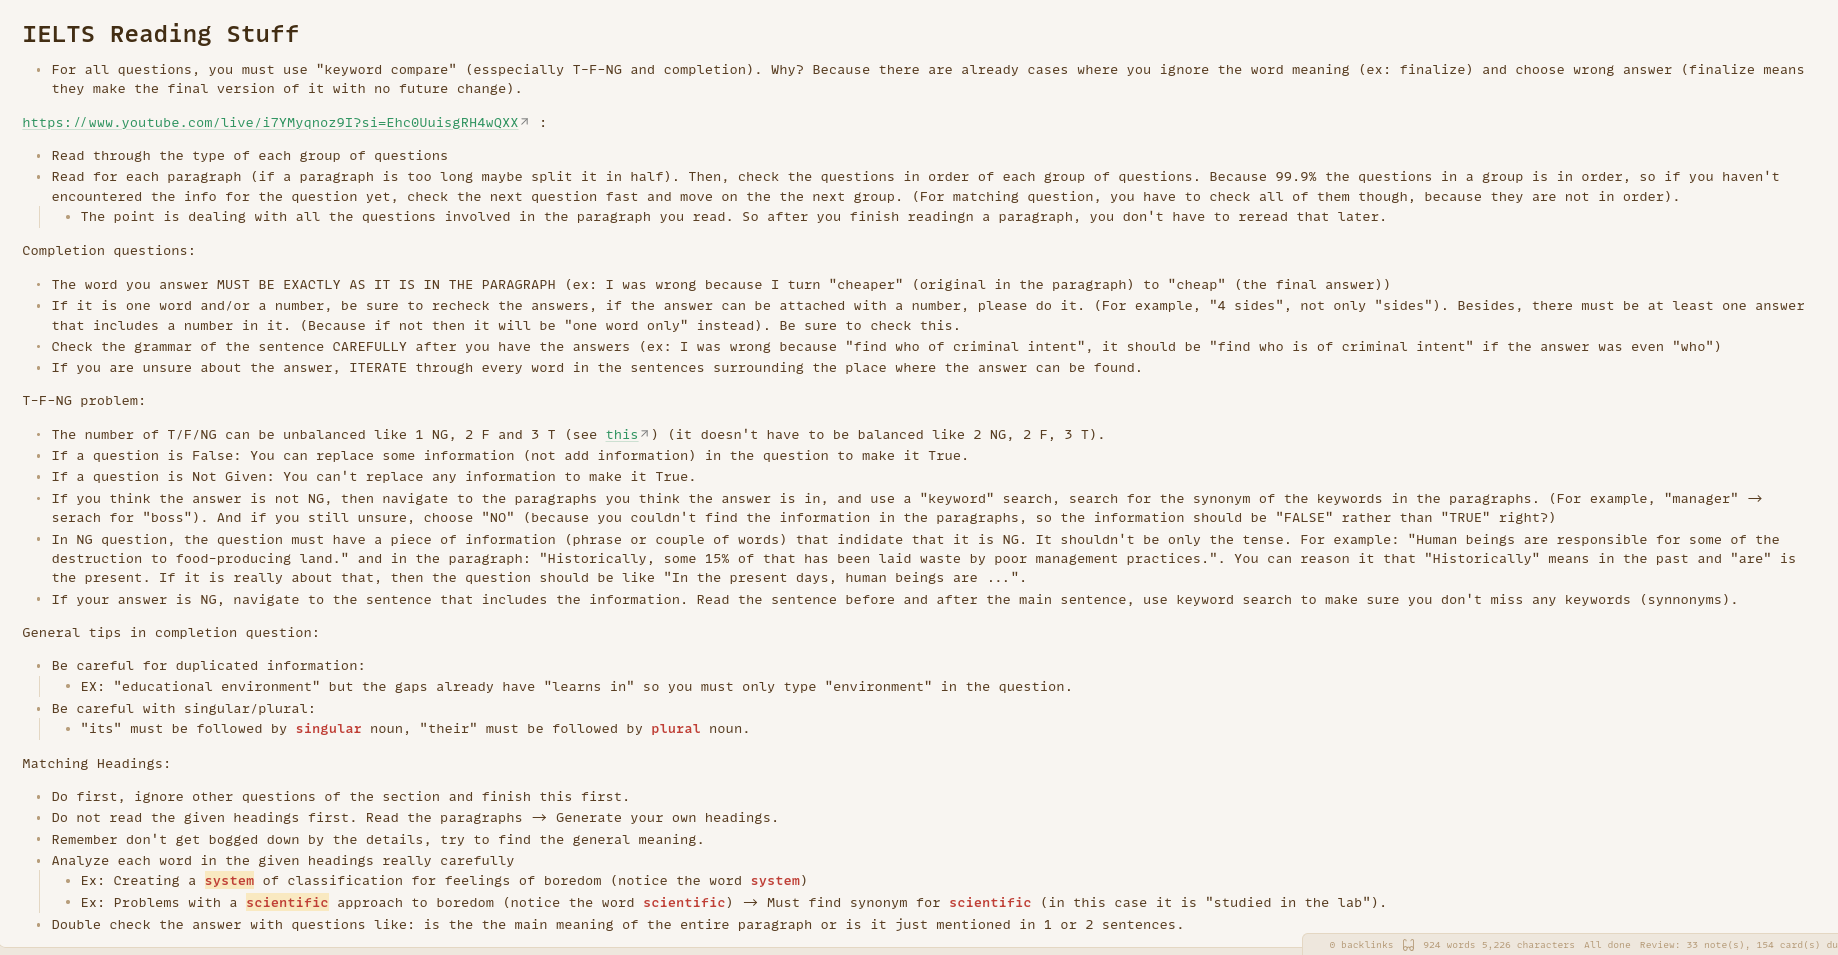 IELTS Reading Stuff
For all questions, you must use "keyword compare" (esspecially T-F-NG and completion). Why? Because there are already cases where you ignore the word meaning (ex: finalize) and choose wrong answer (finalize means
they make the final version of it with no future change).
https://www.youtube.com/live/i7YMyqnoz9I?si=Ehc0UuisgRH4wQXX :
Read through the type of each group of questions
Read for each paragraph (if a paragraph is too long maybe split it in half). Then, check the questions in order of each group of questions. Because 99.9% the questions in a group is in order, so if you haven't
encountered the info for the question yet, check the next question fast and move on the the next group. (For matching question, you have to check all of them though, because they are not in order).
The point is dealing with all the questions involved in the paragraph you read. So after you finish readingn a paragraph, you don't have to reread that later.
Completion questions:
The word you answer MUST BE EXACTLY AS IT IS IN THE PARAGRAPH (ex: I was wrong because I turn "cheaper" (original in the paragraph) to "cheap" (the final answer))
If it is one word and/or a number, be sure to recheck the answers, if the answer can be attached with a number, please do it. (For example, "4 sides", not only "sides"). Besides, there must be at least one answer
that includes a number in it. (Because if not then it will be "one word only" instead). Be sure to check this.
Check the grammar of the sentence CAREFULLY after you have the answers (ex: I was wrong because "find who of criminal intent", it should be "find who is of criminal intent" if the answer was even "who")
If you are unsure about the answer, ITERATE through every word in the sentences surrounding the place where the answer can be found.
T-F-NG problem:
The number of T/F/NG can be unbalanced like 1 NG, 2 F and 3 T (see this) (it doesn't have to be balanced like 2 NG, 2 F, 3 T).
If a question is False: You can replace some information (not add information) in the question to make it True.
If a question is Not Given: You can't replace any information to make it True.
If you think the answer is not NG, then navigate to the paragraphs you think the answer is in, and use a "keyword" search, search for the synonym of the keywords in the paragraphs. (For example, "manager" →
serach for "boss"). And if you still unsure, choose "NO" (because you couldn't find the information in the paragraphs, so the information should be "FALSE" rather than "TRUE" right?)
In NG question, the question must have a piece of information (phrase or couple of words) that indidate that it is NG. It shouldn't be only the tense. For example: "Human beings are responsible for some of the
destruction to food-producing land." and in the paragraph: "Historically, some 15% of that has been laid waste by poor management practices.". You can reason it that "Historically" means in the past and "are" is
the present. If it is really about that, then the question should be like "In the present days, human beings are ...".
If your answer is NG, navigate to the sentence that includes the information. Read the sentence before and after the main sentence, use keyword search to make sure you don't miss any keywords (synnonyms).
General tips in completion question:
Be careful for duplicated information:
EX: "educational environment" but the gaps already have "learns in" so you must only type "environment" in the question.
Be careful with singular/plural:
"its" must be followed by singular noun, "their" must be followed by plural noun.
Matching Headings:
Do first, ignore other questions of the section and finish this first.
Do not read the given headings first. Read the paragraphs → Generate your own headings.
Remember don't get bogged down by the details, try to find the general meaning.
Analyze each word in the given headings really carefully
Ex: Creating a system of classification for feelings of boredom (notice the word system)
Ex: Problems with a scientific approach to boredom (notice the word scientific) → Must find synonym for scientific (in this case it is "studied in the lab").
Double check the answer with questions like: is the the main meaning of the entire paragraph or is it just mentioned in 1 or 2 sentences.
0 backlinks 924 words 5,226 characters All done Review: 33 note(s), 154 card(s) du